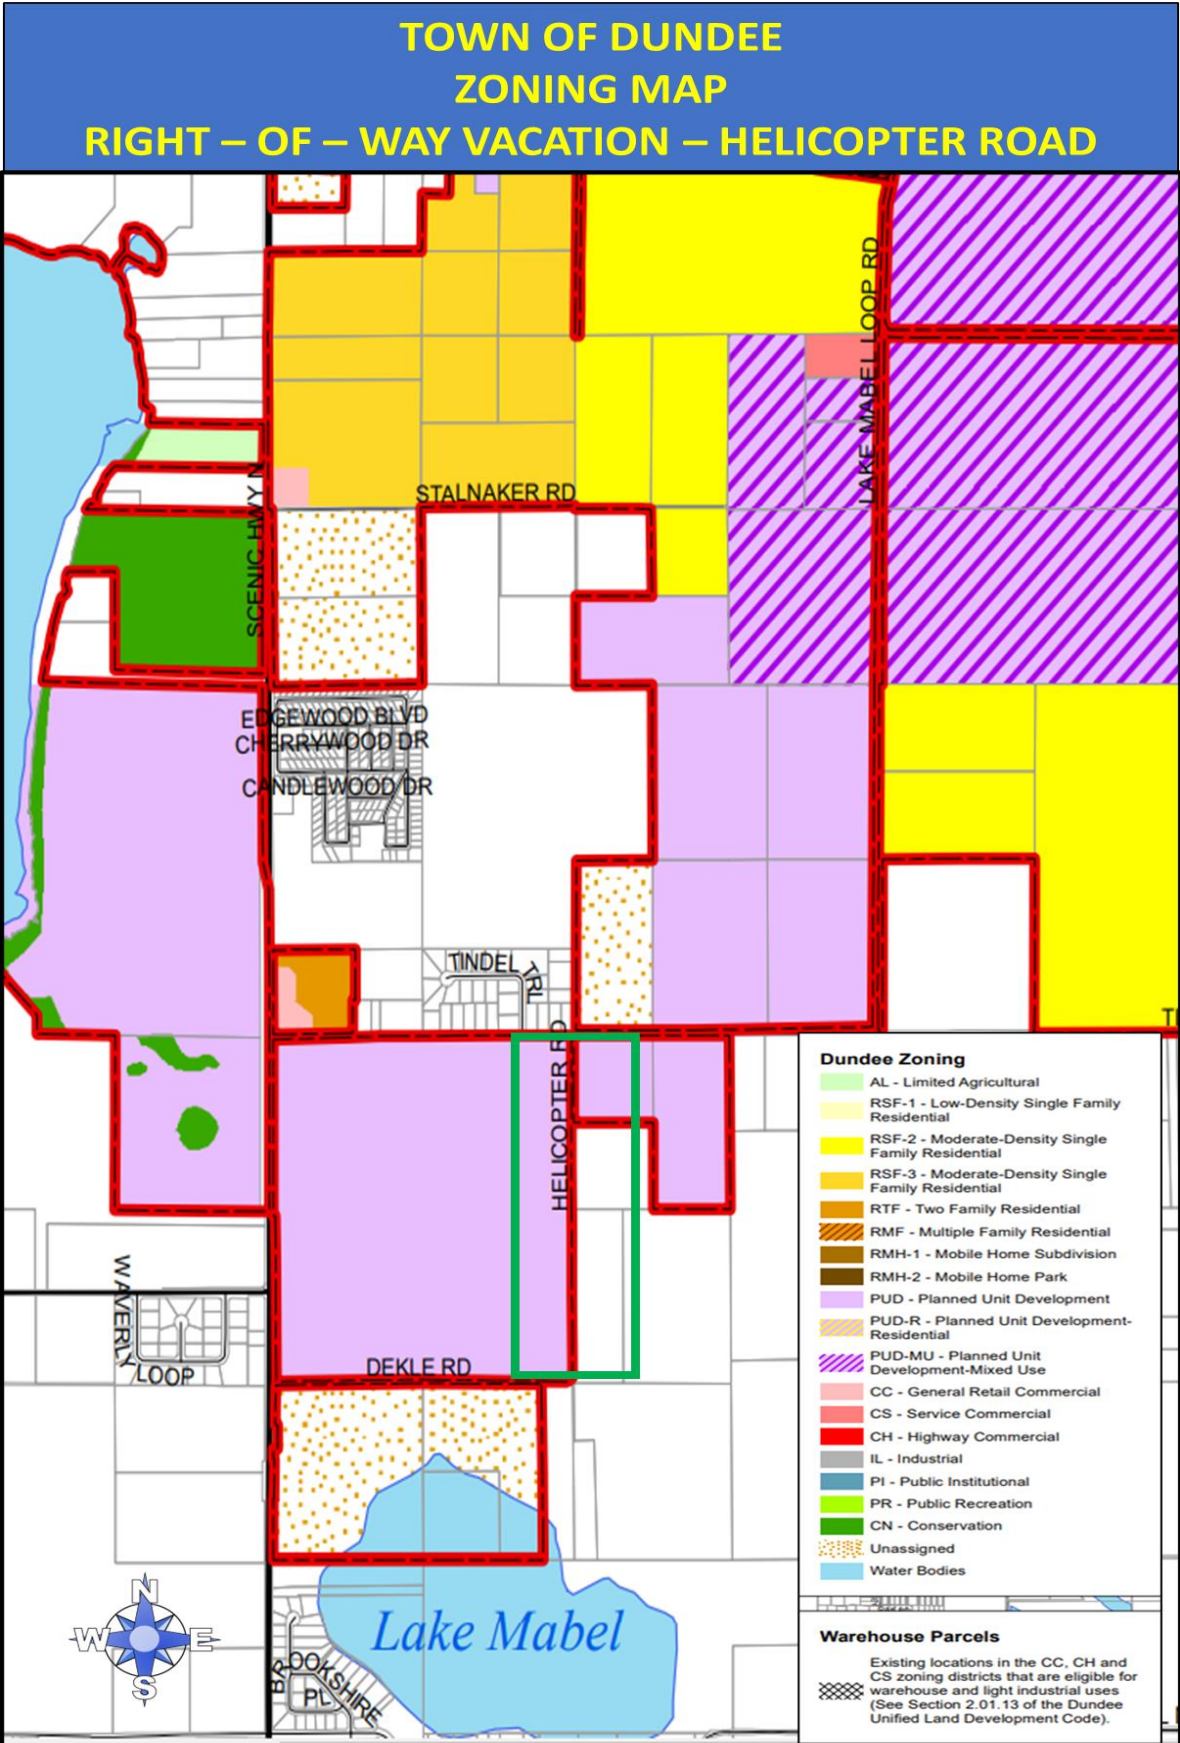 TOWN OF DUNDEE
ZONING MAP
RIGHT – OF – WAY VACATION – HELICOPTER ROAD
LAKE MABEL LOOP RD
SCENIC HWY N
STALNAKER RD
EDGEWOOD BLVD
CHERRYWOOD DR
CANDLEWOOD DR
TINDEL TRL
HELICOPTER RD
DEKLE RD
WAVERLY LOOP
Dundee Zoning
AL - Limited Agricultural
RSF-1 - Low-Density Single Family
Residential
RSF-2 - Moderate-Density Single
Family Residential
RSF-3 - Moderate-Density Single
Family Residential
RTF - Two Family Residential
RMF - Multiple Family Residential
RMH-1 - Mobile Home Subdivision
RMH-2 - Mobile Home Park
PUD - Planned Unit Development
PUD-R - Planned Unit Development-
Residential
PUD-MU - Planned Unit
Development-Mixed Use
CC - General Retail Commercial
CS - Service Commercial
CH - Highway Commercial
IL - Industrial
PI - Public Institutional
PR - Public Recreation
CN - Conservation
Unassigned
Water Bodies
Warehouse Parcels
Existing locations in the CC, CH and
CS zoning districts that are eligible for
warehouse and light industrial uses
(See Section 2.01.13 of the Dundee
Unified Land Development Code).
N
W E
S
Lake Mabel
BROOKSHIRE
PL